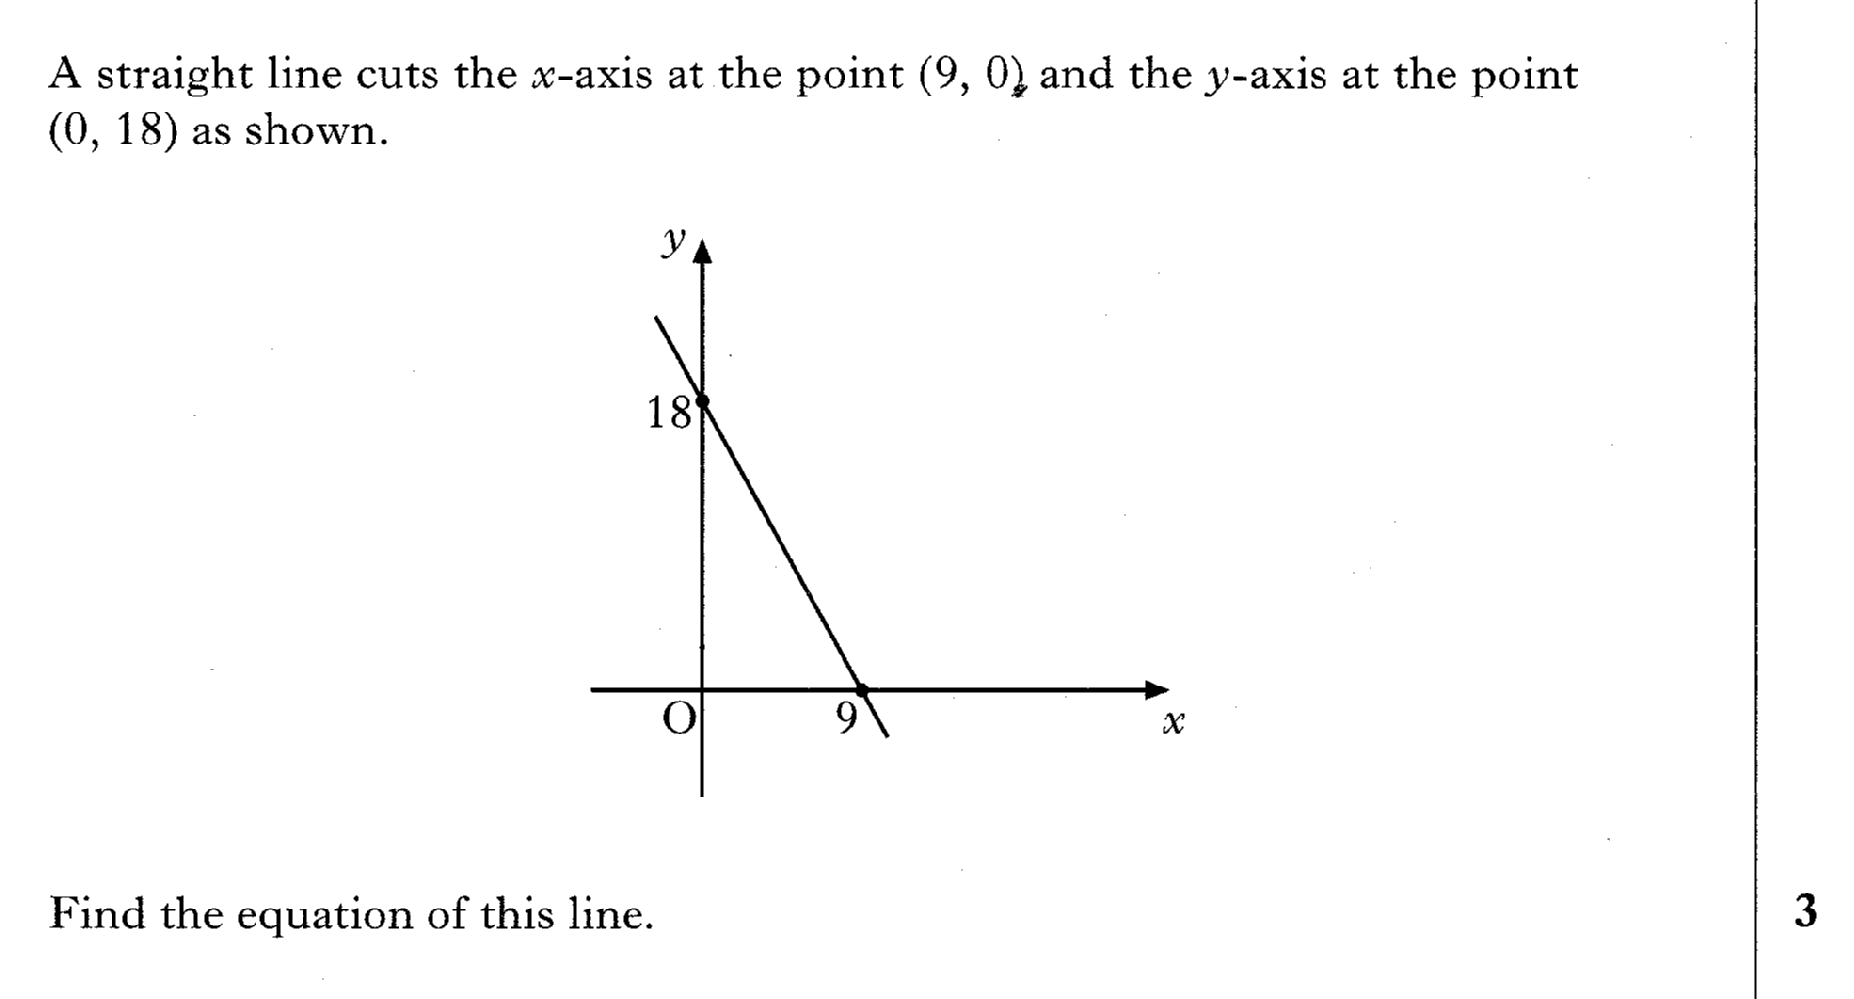 A straight line cuts the x-axis at the point (9, 0) and the y-axis at the point
(0, 18) as shown.
y
18
O
9
x
Find the equation of this line.
3